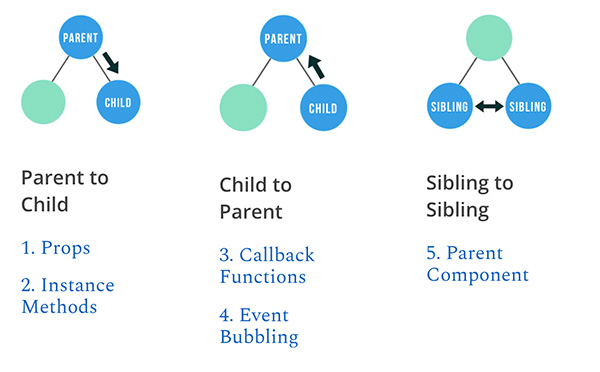 PARENT
CHILD
Parent to
Child
1. Props
2. Instance
Methods
PARENT
CHILD
Child to
Parent
3. Callback
Functions
4. Event
Bubbling
SIBLING
SIBLING
Sibling to
Sibling
5. Parent
Component